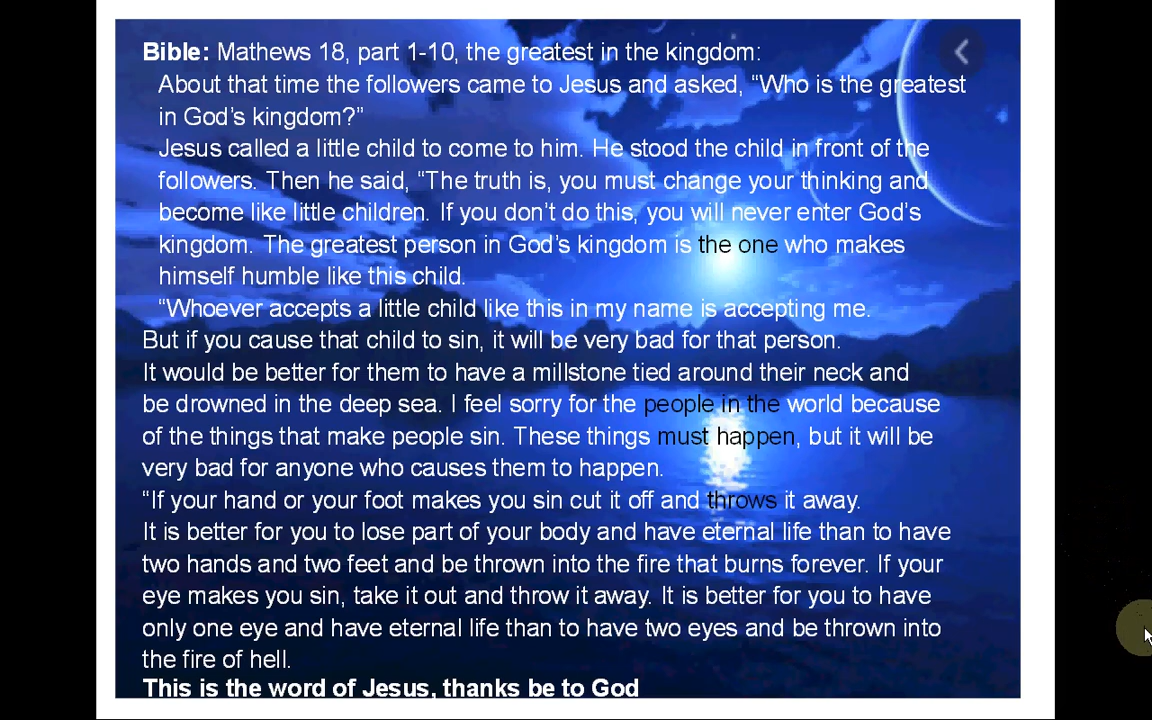 Bible: Mathews 18, part 1-10, the greatest in the kingdom:
About that time the followers came to Jesus and asked, “Who is the greatest
in God’s kingdom?”
Jesus called a little child to come to him. He stood the child in front of the
followers. Then he said, “The truth is, you must change your thinking and
become like little children. If you don’t do this, you will never enter God’s
kingdom. The greatest person in God’s kingdom is the one who makes
himself humble like this child.
“Whoever accepts a little child like this in my name is accepting me.
But if you cause that child to sin, it will be very bad for that person.
It would be better for them to have a millstone tied around their neck and
be drowned in the deep sea. I feel sorry for the people in the world because
of the things that make people sin. These things must happen, but it will be
very bad for anyone who causes them to happen.
“If your hand or your foot makes you sin cut it off and throws it away.
It is better for you to lose part of your body and have eternal life than to have
two hands and two feet and be thrown into the fire that burns forever. If your
eye makes you sin, take it out and throw it away. It is better for you to have
only one eye and have eternal life than to have two eyes and be thrown into
the fire of hell.
This is the word of Jesus, thanks be to God